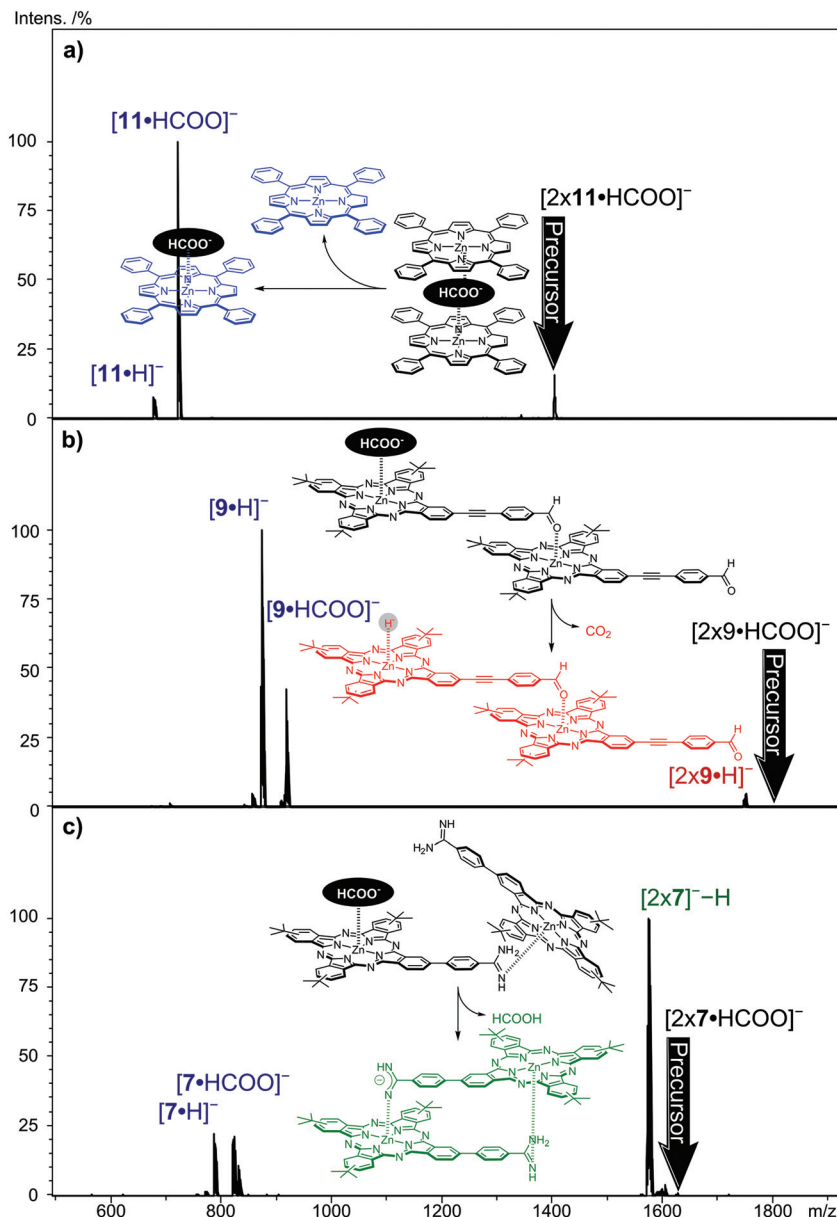 Intens. /%
a)
[11•HCOO]⁻
100
[2x11•HCOO]⁻
Precursor
HCOO⁻
HCOO⁻
75
50
25
[11•H]⁻
0
b)
HCOO⁻
[9•H]⁻
100
[9•HCOO]⁻
H⁻
CO₂
[2x9•HCOO]⁻
Precursor
75
50
25
[2x9•H]⁻
0
c)
HCOO⁻
[2x7]⁻–H
100
[2x7•HCOO]⁻
Precursor
75
HCOOH
50
[7•HCOO]⁻
[7•H]⁻
25
0
600
800
1000
1200
1400
1600
1800
m/z